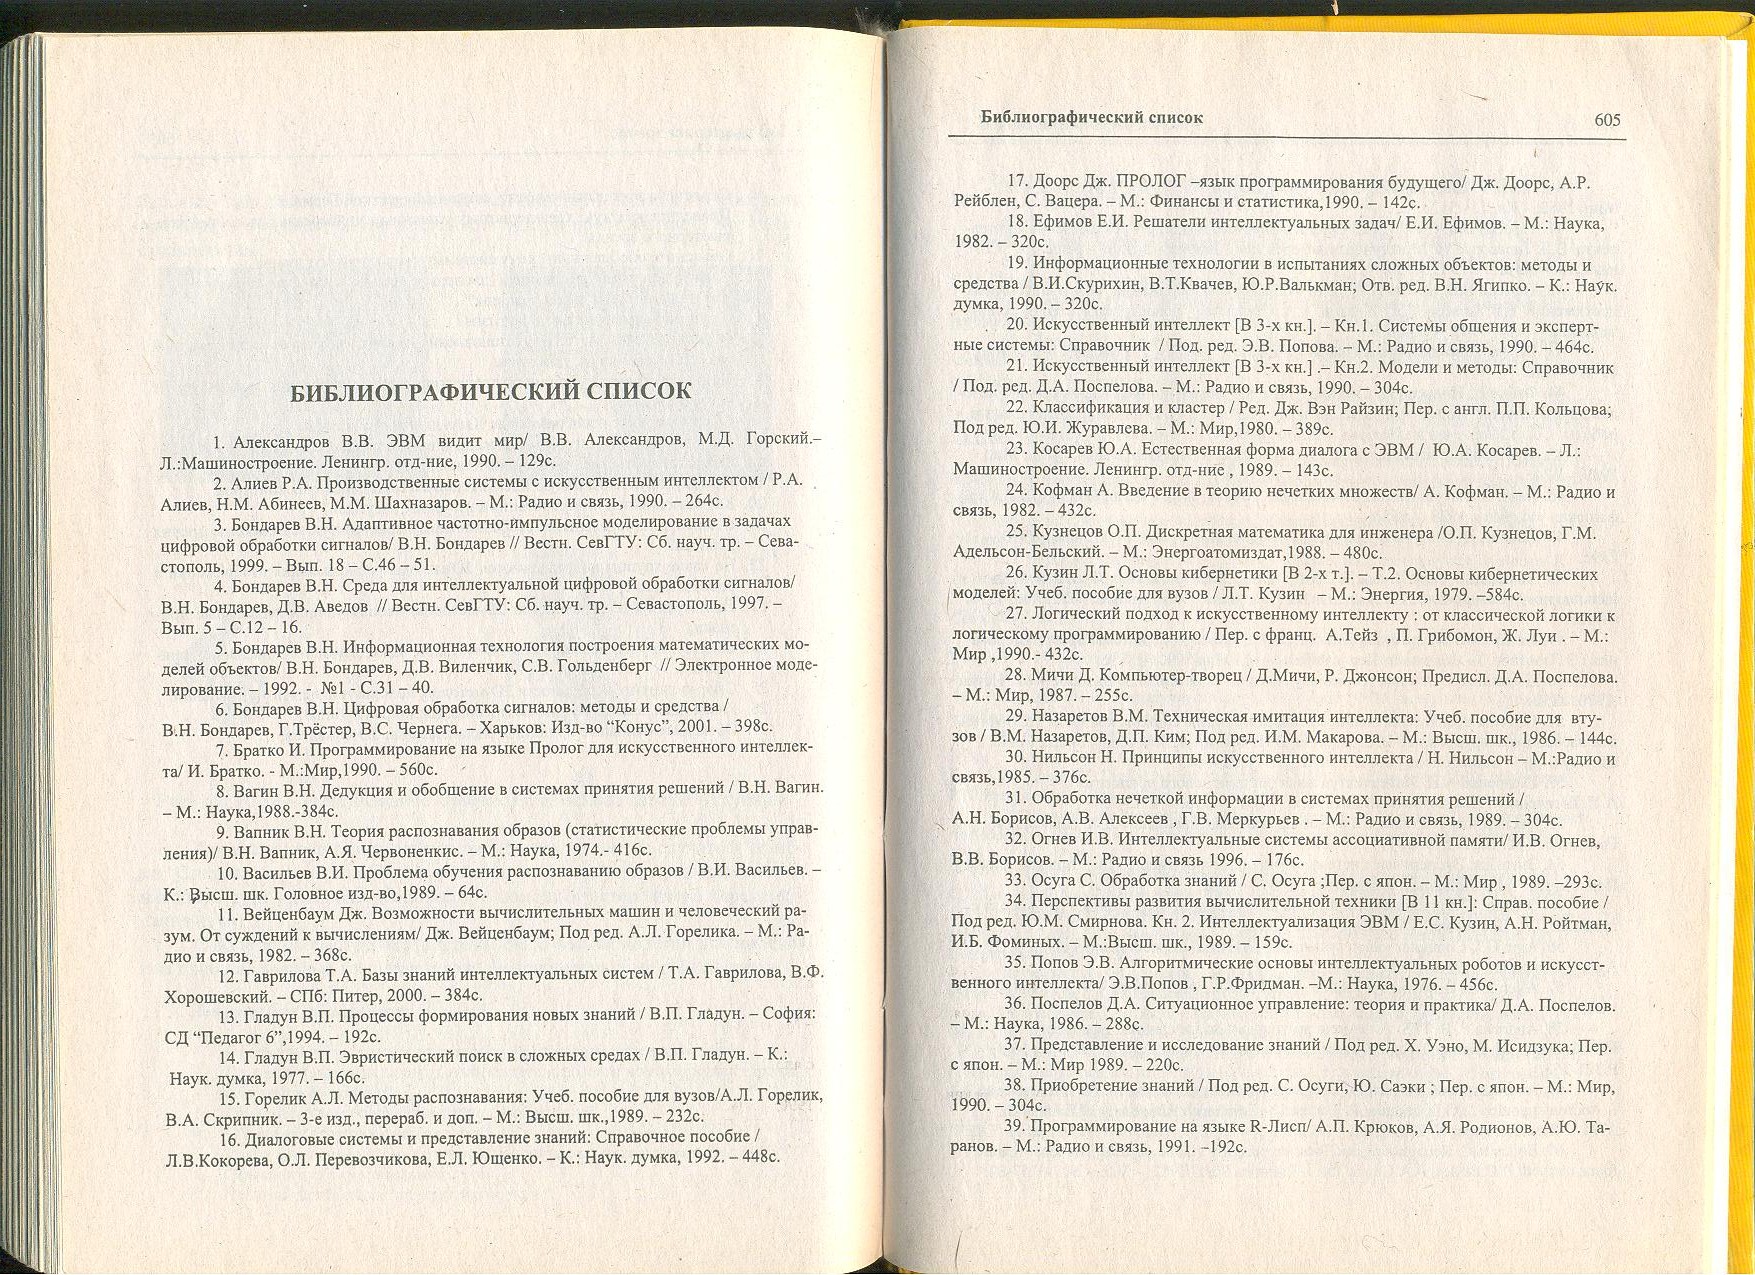 БИБЛИОГРАФИЧЕСКИЙ СПИСОК
1. Александров В.В. ЭВМ видит мир/ В.В. Александров, М.Д. Горский.–
Л.:Машиностроение. Ленингр. отд-ние, 1990. – 129с.
2. Алиев Р.А. Производственные системы с искусственным интеллектом / Р.А.
Алиев, Н.М. Абинеев, М.М. Шахназаров. – М.: Радио и связь, 1990. – 264с.
3. Бондарев В.Н. Адаптивное частотно-импульсное моделирование в задачах
цифровой обработки сигналов/ В.Н. Бондарев // Вестн. СевГТУ: Сб. науч. тр. – Сева-
стополь, 1999. – Вып. 18 – С.46 – 51.
4. Бондарев В.Н. Среда для интеллектуальной цифровой обработки сигналов/
В.Н. Бондарев, Д.В. Аведов // Вестн. СевГТУ: Сб. науч. тр. – Севастополь, 1997. –
Вып. 5 – С.12 – 16.
5. Бондарев В.Н. Информационная технология построения математических мо-
делей объектов/ В.Н. Бондарев, Д.В. Виленчик, С.В. Гольденберг // Электронное моде-
лирование. – 1992. - №1 - С.31 – 40.
6. Бондарев В.Н. Цифровая обработка сигналов: методы и средства /
В.Н. Бондарев, Г.Трёстер, В.С. Чернега. – Харьков: Изд-во “Конус”, 2001. – 398с.
7. Братко И. Программирование на языке Пролог для искусственного интеллек-
та/ И. Братко. - М.:Мир,1990. – 560с.
8. Вагин В.Н. Дедукция и обобщение в системах принятия решений / В.Н. Вагин.
– М.: Наука,1988.-384с.
9. Вапник В.Н. Теория распознавания образов (статистические проблемы управ-
ления)/ В.Н. Вапник, А.Я. Червоненкис. – М.: Наука, 1974.- 416с.
10. Васильев В.И. Проблема обучения распознаванию образов / В.И. Васильев. –
К.: Высш. шк. Головное изд-во,1989. – 64с.
11. Вейценбаум Дж. Возможности вычислительных машин и человеческий ра-
зум. От суждений к вычислениям/ Дж. Вейценбаум; Под ред. А.Л. Горелика. – М.: Ра-
дио и связь, 1982. – 368с.
12. Гаврилова Т.А. Базы знаний интеллектуальных систем / Т.А. Гаврилова, В.Ф.
Хорошевский. – СПб: Питер, 2000. – 384с.
13. Гладун В.П. Процессы формирования новых знаний / В.П. Гладун. – София:
СД “Педагог 6”,1994. – 192с.
14. Гладун В.П. Эвристический поиск в сложных средах / В.П. Гладун. – К.:
Наук. думка, 1977. – 166с.
15. Горелик А.Л. Методы распознавания: Учеб. пособие для вузов/А.Л. Горелик,
В.А. Скрипник. – 3-е изд., перераб. и доп. – М.: Высш. шк.,1989. – 232с.
16. Диалоговые системы и представление знаний: Справочное пособие /
Л.В.Кокорева, О.Л. Перевозчикова, Е.Л. Ющенко. – К.: Наук. думка, 1992. – 448с.
Библиографический список 605
17. Доорс Дж. ПРОЛОГ –язык программирования будущего/ Дж. Доорс, А.Р.
Рейблен, С. Вацера. – М.: Финансы и статистика,1990. – 142с.
18. Ефимов Е.И. Решатели интеллектуальных задач/ Е.И. Ефимов. – М.: Наука,
1982. – 320с.
19. Информационные технологии в испытаниях сложных объектов: методы и
средства / В.И.Скурихин, В.Т.Квачев, Ю.Р.Валькман; Отв. ред. В.Н. Ягипко. – К.: Наук.
думка, 1990. – 320с.
20. Искусственный интеллект [В 3-х кн.]. – Кн.1. Системы общения и эксперт-
ные системы: Справочник / Под. ред. Э.В. Попова. – М.: Радио и связь, 1990. – 464с.
21. Искусственный интеллект [В 3-х кн.] .– Кн.2. Модели и методы: Справочник
/ Под. ред. Д.А. Поспелова. – М.: Радио и связь, 1990. – 304с.
22. Классификация и кластер / Ред. Дж. Вэн Райзин; Пер. с англ. П.П. Кольцова;
Под ред. Ю.И. Журавлева. – М.: Мир,1980. – 389с.
23. Косарев Ю.А. Естественная форма диалога с ЭВМ / Ю.А. Косарев. – Л.:
Машиностроение. Ленингр. отд-ние , 1989. – 143с.
24. Кофман А. Введение в теорию нечетких множеств/ А. Кофман. – М.: Радио и
связь, 1982. – 432с.
25. Кузнецов О.П. Дискретная математика для инженера /О.П. Кузнецов, Г.М.
Адельсон-Бельский. – М.: Энергоатомиздат,1988. – 480с.
26. Кузин Л.Т. Основы кибернетики [В 2-х т.]. – Т.2. Основы кибернетических
моделей: Учеб. пособие для вузов / Л.Т. Кузин – М.: Энергия, 1979. –584с.
27. Логический подход к искусственному интеллекту : от классической логики к
логическому программированию / Пер. с франц. А.Тейз , П. Грибомон, Ж. Луи . – М.:
Мир ,1990.- 432с.
28. Мичи Д. Компьютер-творец / Д.Мичи, Р. Джонсон; Предисл. Д.А. Поспелова.
– М.: Мир, 1987. – 255с.
29. Назаретов В.М. Техническая имитация интеллекта: Учеб. пособие для вту-
зов / В.М. Назаретов, Д.П. Ким; Под ред. И.М. Макарова. – М.: Высш. шк., 1986. – 144с.
30. Нильсон Н. Принципы искусственного интеллекта / Н. Нильсон – М.:Радио и
связь,1985. – 376с.
31. Обработка нечеткой информации в системах принятия решений /
А.Н. Борисов, А.В. Алексеев , Г.В. Меркурьев . – М.: Радио и связь, 1989. – 304с.
32. Огнев И.В. Интеллектуальные системы ассоциативной памяти/ И.В. Огнев,
В.В. Борисов. – М.: Радио и связь 1996. – 176с.
33. Осуга С. Обработка знаний / С. Осуга ;Пер. с япон. – М.: Мир , 1989. –293с.
34. Перспективы развития вычислительной техники [В 11 кн.]: Справ. пособие /
Под ред. Ю.М. Смирнова. Кн. 2. Интеллектуализация ЭВМ / Е.С. Кузин, А.Н. Ройтман,
И.Б. Фоминых. – М.:Высш. шк., 1989. – 159с.
35. Попов Э.В. Алгоритмические основы интеллектуальных роботов и искусст-
венного интеллекта/ Э.В.Попов , Г.Р.Фридман. –М.: Наука, 1976. – 456с.
36. Поспелов Д.А. Ситуационное управление: теория и практика/ Д.А. Поспелов.
– М.: Наука, 1986. – 288с.
37. Представление и исследование знаний / Под ред. Х. Уэно, М. Исидзука; Пер.
с япон. – М.: Мир 1989. – 220с.
38. Приобретение знаний / Под ред. С. Осуги, Ю. Саэки ; Пер. с япон. – М.: Мир,
1990. – 304с.
39. Программирование на языке R-Лисп/ А.П. Крюков, А.Я. Родионов, А.Ю. Та-
ранов. – М.: Радио и связь, 1991. –192с.